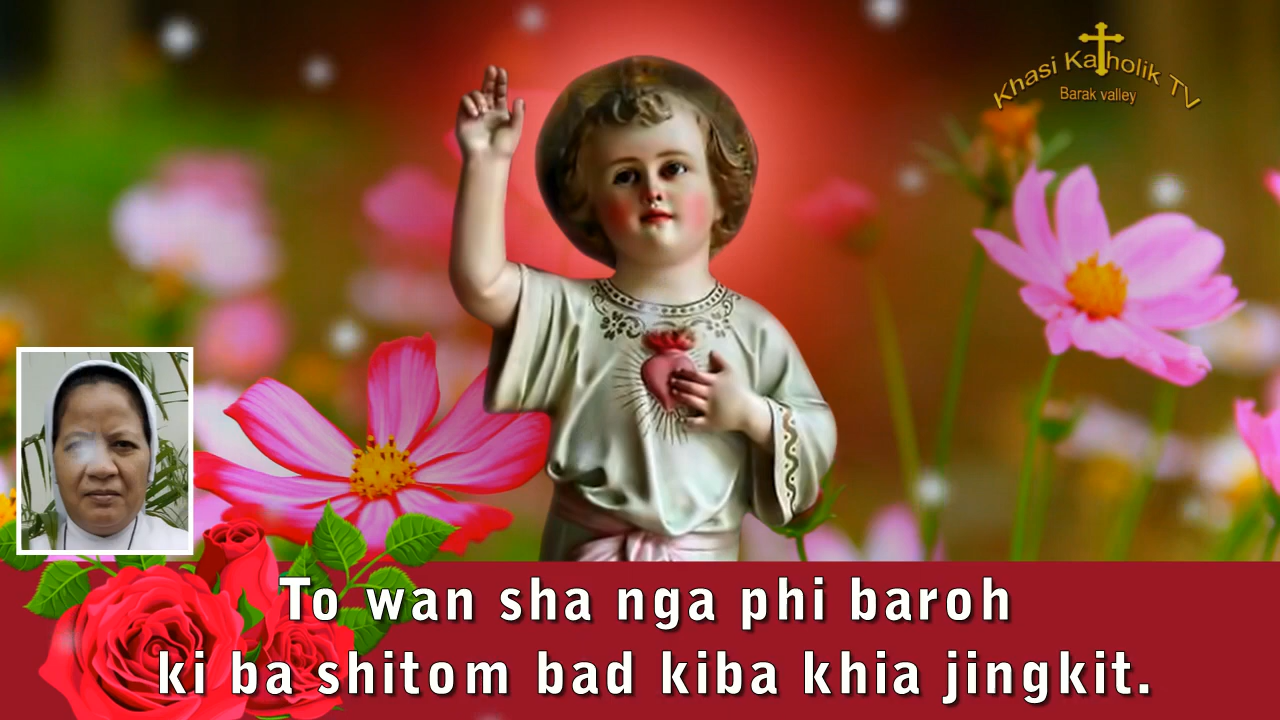 Khasi Katholik TV
Barak valley
To wan sha nga phi baroh
ki ba shitom bad kiba khia jingkit.